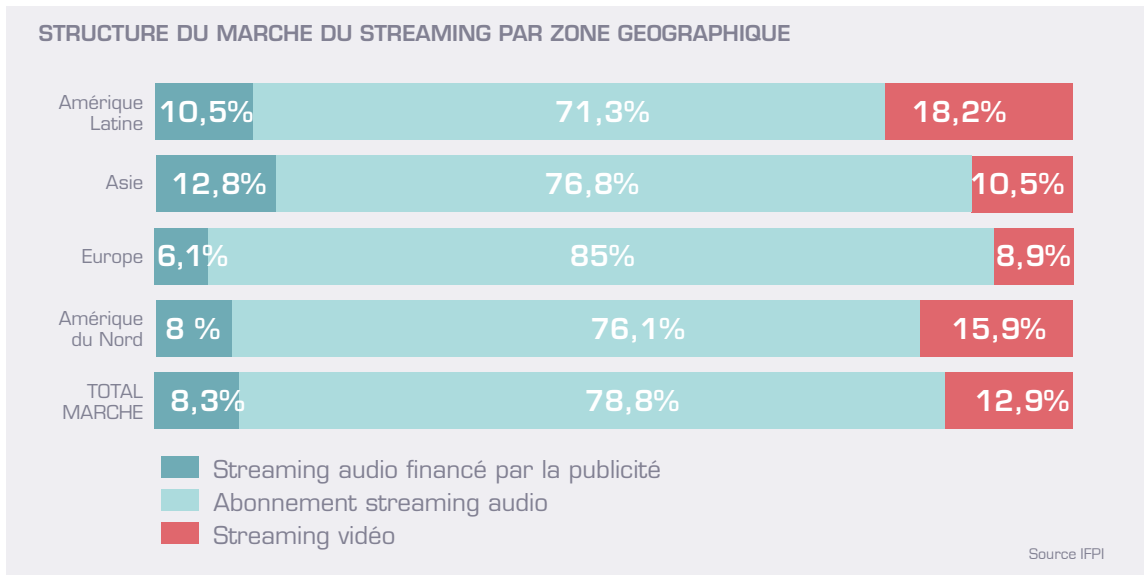 STRUCTURE DU MARCHE DU STREAMING PAR ZONE GEOGRAPHIQUE
Amérique
Latine
10,5% 71,3% 18,2%
Asie 12,8% 76,8% 10,5%
Europe 6,1% 85% 8,9%
Amérique
du Nord
8 % 76,1% 15,9%
TOTAL
MARCHE
8,3% 78,8% 12,9%
Streaming audio financé par la publicité
Abonnement streaming audio
Streaming vidéo
Source IFPI